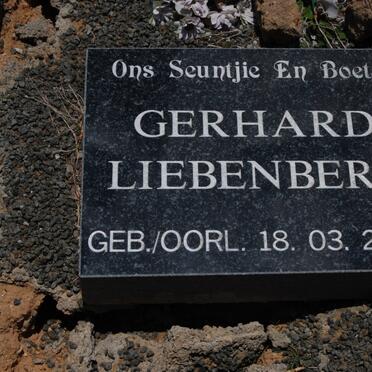 Ons Seuntjie En Boet
GERHARD
LIEBENBER
GEB./OORL. 18. 03. 2